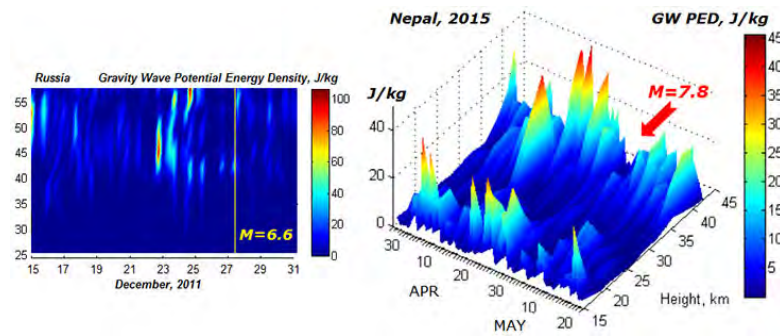 Russia Gravity Wave Potential Energy Density, J/kg
55
50
45
40
35
30
25
15 17 19 21 23 25 27 29 31
December, 2011
M=6.6
100
80
60
40
20
0
Nepal, 2015
GW PED, J/kg
J/kg
40
20
0
M=7.8
30 10 20 30 10 20
APR
MAY
15 20 25 30 35 40 45
Height, km
45
40
35
30
25
20
15
10
5